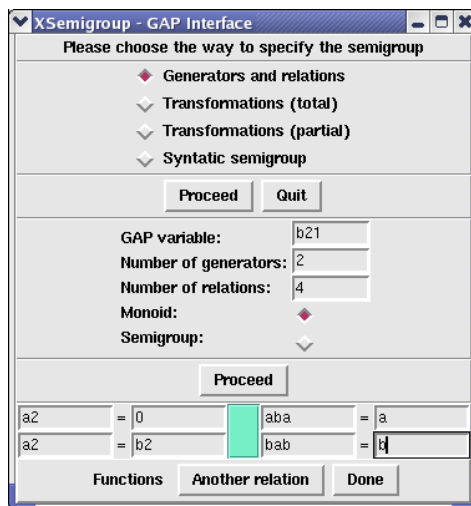 XSemigroup - GAP Interface
Please choose the way to specify the semigroup
Generators and relations
Transformations (total)
Transformations (partial)
Syntatic semigroup
Proceed Quit
GAP variable: b21
Number of generators: 2
Number of relations: 4
Monoid:
Semigroup:
Proceed
a2 = 0 aba = a
a2 = b2 bab = b
Functions Another relation Done